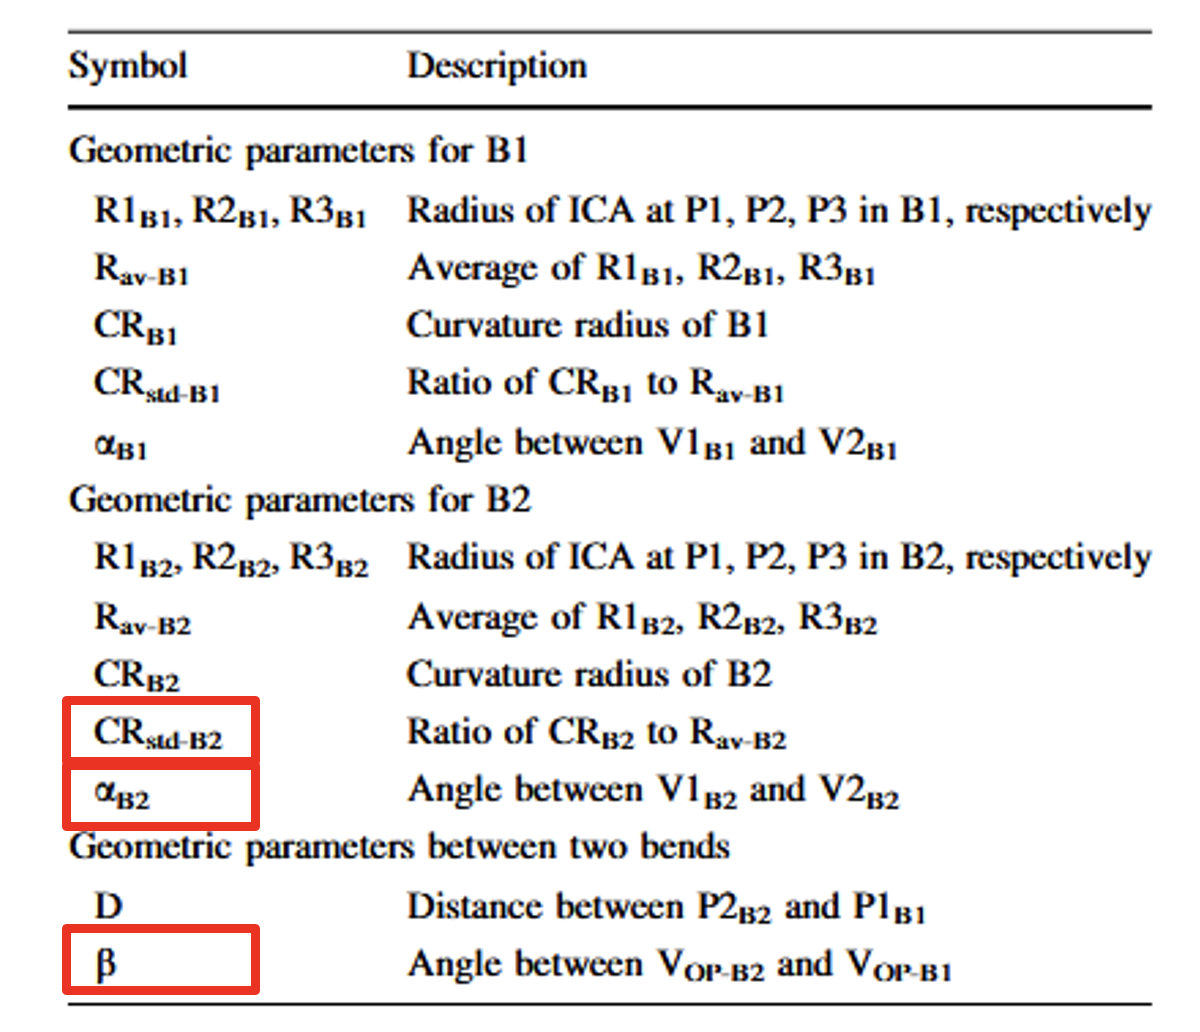 Symbol Description
Geometric parameters for B1
R1B1, R2B1, R3B1 Radius of ICA at P1, P2, P3 in B1, respectively
Rav-B1 Average of R1B1, R2B1, R3B1
CRB1 Curvature radius of B1
CRstd-B1 Ratio of CRB1 to Rav-B1
αB1 Angle between V1B1 and V2B1
Geometric parameters for B2
R1B2, R2B2, R3B2 Radius of ICA at P1, P2, P3 in B2, respectively
Rav-B2 Average of R1B2, R2B2, R3B2
CRB2 Curvature radius of B2
CRstd-B2 Ratio of CRB2 to Rav-B2
αB2 Angle between V1B2 and V2B2
Geometric parameters between two bends
D Distance between P2B2 and P1B1
β Angle between VOP-B2 and VOP-B1